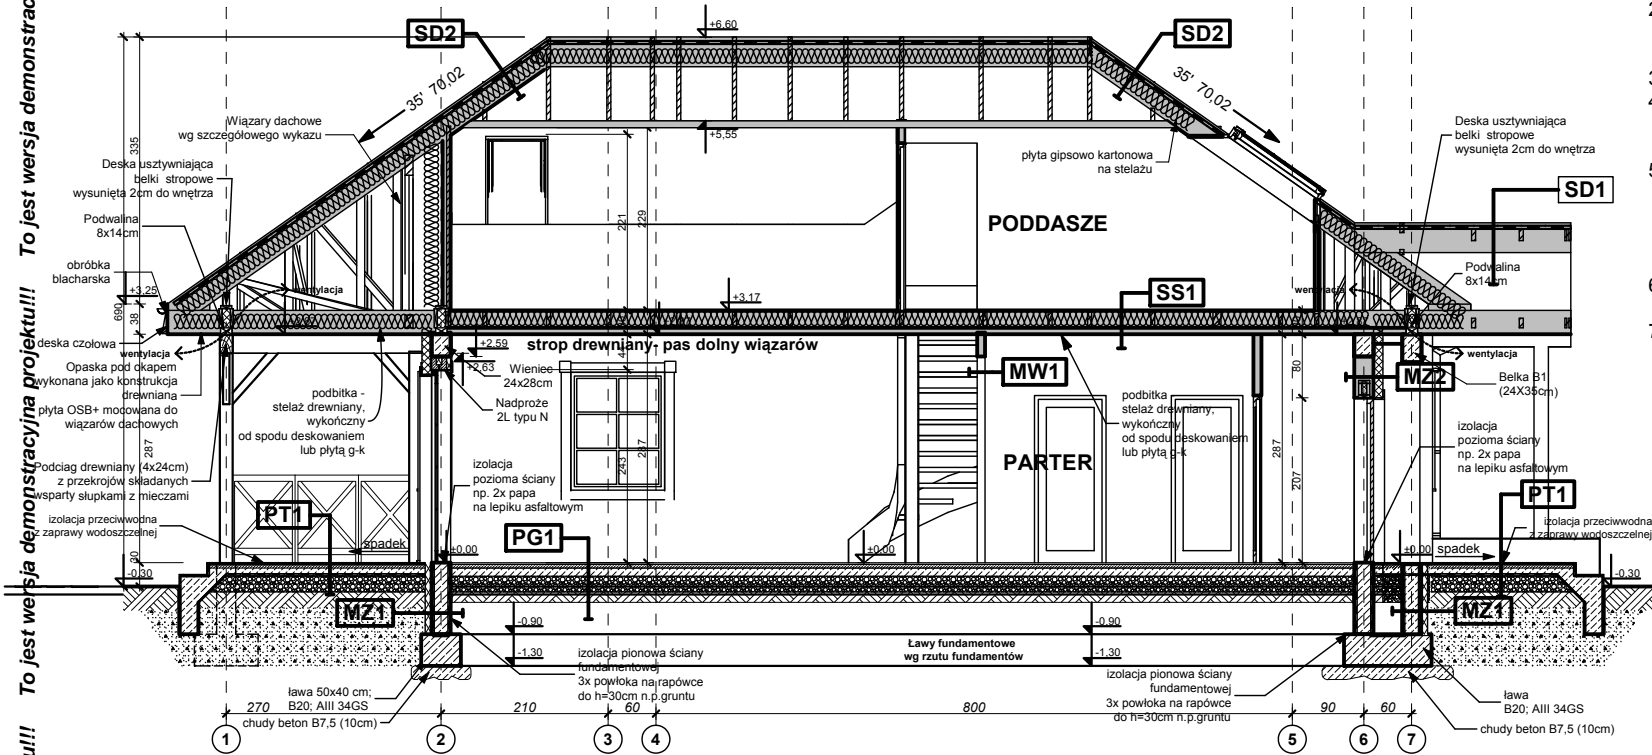 To jest wersja demonstracyjna projektu!!! To jest wersja demonstrac
u!!!
+6,60
SD2
SD2
35' 70,02
35' 70,02
Wiązary dachowe
wg szczegółowego wykazu
+5,55
płyta gipsowo kartonowa
na stelażu
Deska usztywniająca
belki stropowe
wysunięta 2cm do wnętrza
Deska usztywniająca
belki stropowe
wysunięta 2cm do wnętrza
335
221
229
SD1
Podwalina
8x14cm
PODDASZE
obróbka
blacharska
Podwalina
8x14cm
+3,25
690
38
wentylacja
+3,17
SS1
wentylacja
deska czołowa
wentylacja
+2,59
strop drewniany- pas dolny wiązarów
wentylacja
+2,63
Opaska pod okapem
wykonana jako konstrukcja
drewniana
płyta OSB+ mocowana do
wiązarów dachowych
Wieniec
24x28cm
MW1
80
MZ2
Belka B1
(24X35cm)
podbitka -
stelaż drewniany,
wykończny
od spodu deskowaniem
lub płytą g-k
Nadproże
2L typu N
podbitka
stelaż drewniany,
wykończny
od spodu deskowaniem
lub płytą g-k
287
243
287
287
207
izolacja
pozioma ściany
np. 2x papa
na lepiku asfaltowym
Podciag drewniany (4x24cm)
z przekrojów składanych
wsparty słupkami z mieczami
izolacja
pozioma ściany
np. 2x papa
na lepiku asfaltowym
PARTER
PT1
PT1
izolacja przeciwwodna
z zaprawy wodoszczelnej
izolacja przeciwwodna
z zaprawy wodoszczelnej
PG1
spadek
±0,00
±0,00
±0,00
spadek
30
-0,30
-0,30
MZ1
MZ1
-0,90
-0,90
Ławy fundamentowe
wg rzutu fundamentów
-1,30
-1,30
izolacja pionowa ściany
fundamentowej
3x powłoka na rapówce
do h=30cm n.p.gruntu
izolacja pionowa ściany
fundamentowej
3x powłoka na rapówce
do h=30cm n.p.gruntu
ława 50x40 cm;
B20; AIII 34GS
chudy beton B7,5 (10cm)
ława
B20; AIII 34GS
chudy beton B7,5 (10cm)
270
210
60
800
90
60
1
2
3
4
5
6
7